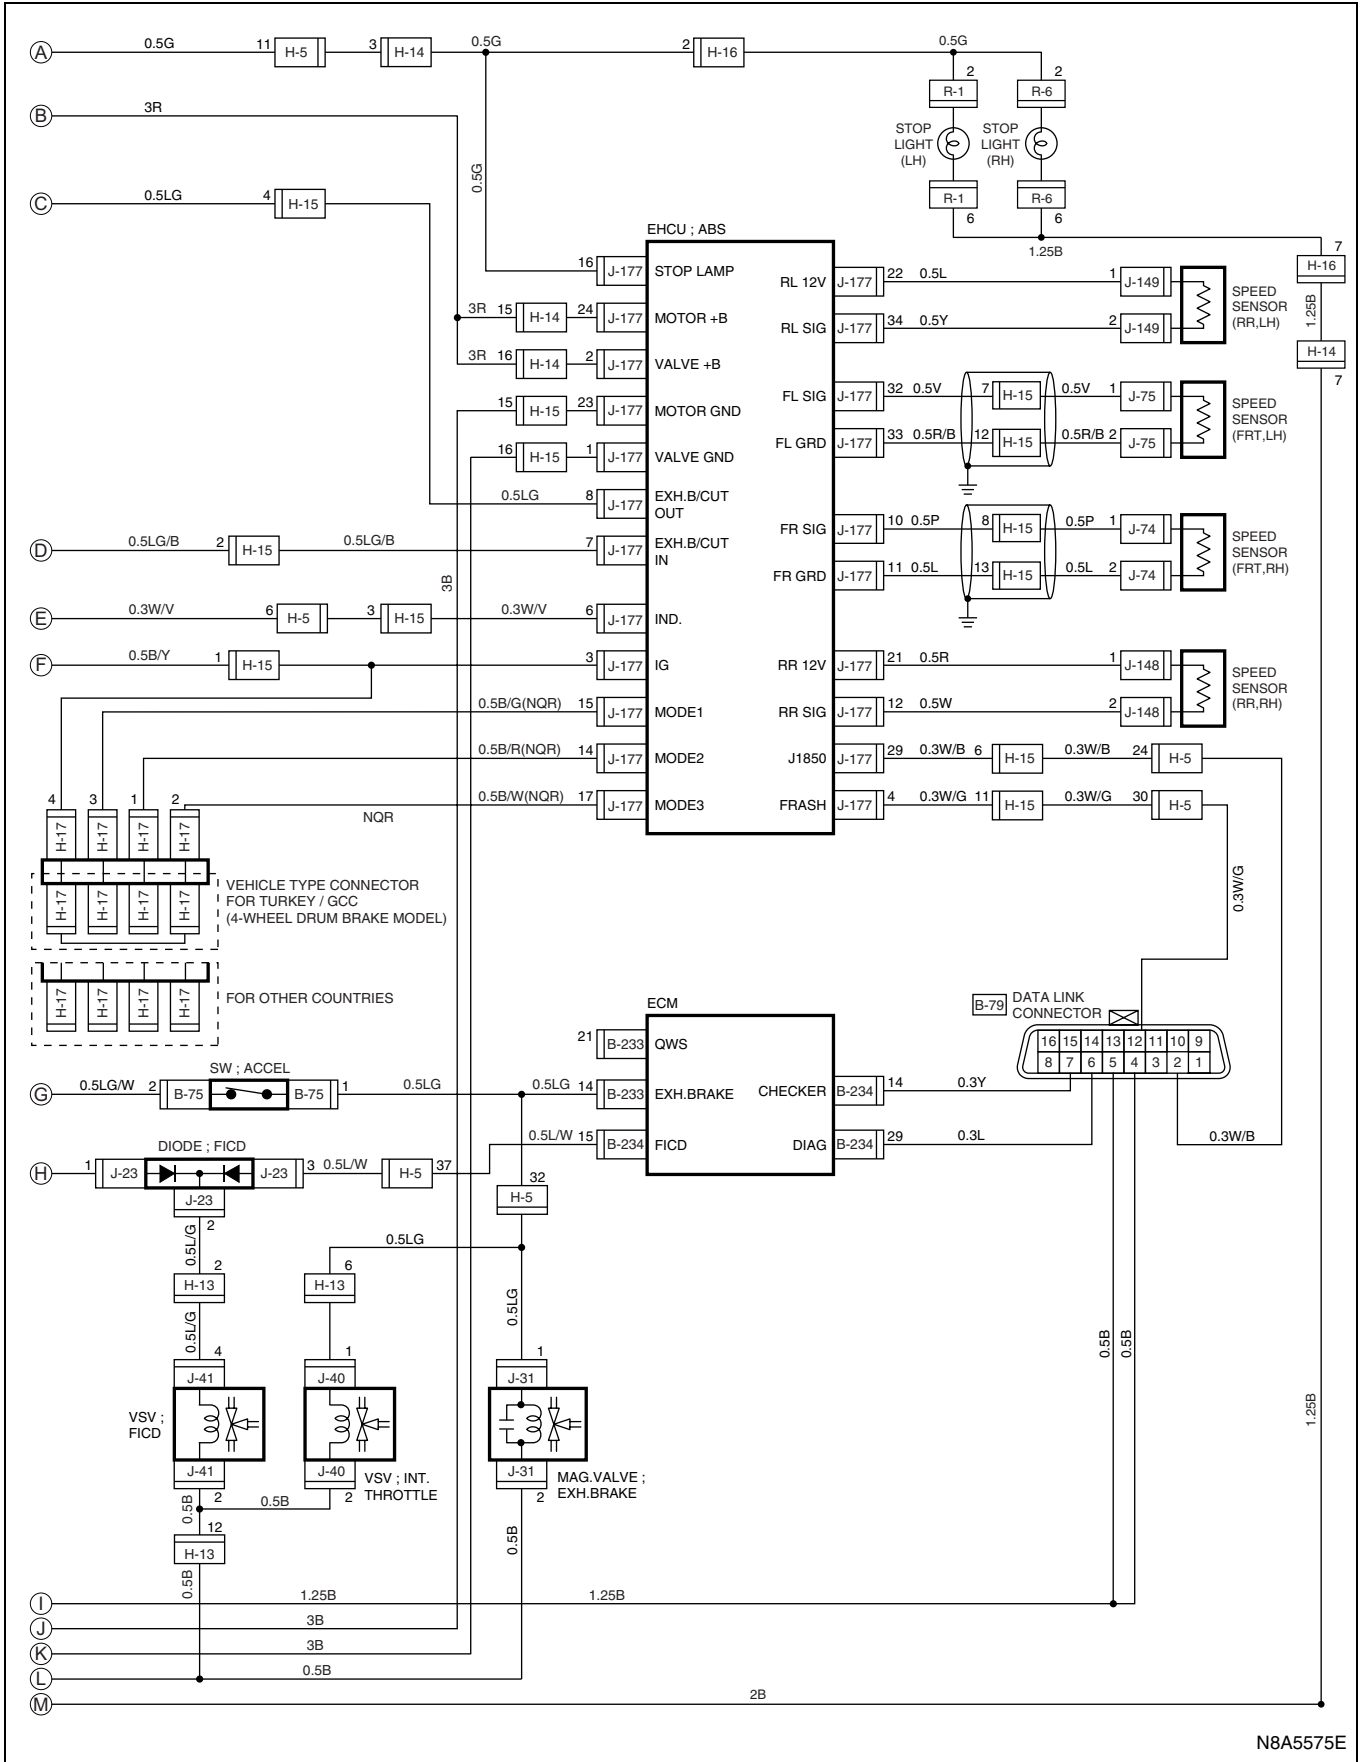 A 0.5G 11 H-5 3 H-14 0.5G 2 H-16 0.5G
2 2
R-1 R-6
B 3R
STOP LIGHT (LH) STOP LIGHT (RH)
0.5G
C 0.5LG 4 H-15
R-1 R-6
6 6
1.25B
7
H-16
1.25B
H-14
7
EHCU ; ABS
16 J-177 STOP LAMP
3R 15 H-14 24 J-177 MOTOR +B
3R 16 H-14 2 J-177 VALVE +B
15 H-15 23 J-177 MOTOR GND
16 H-15 1 J-177 VALVE GND
0.5LG 8 J-177 EXH.B/CUT OUT
D 0.5LG/B 2 H-15 0.5LG/B 7 J-177 EXH.B/CUT IN
3B
E 0.3W/V 6 H-5 3 H-15 0.3W/V 6 J-177 IND.
F 0.5B/Y 1 H-15 3 J-177 IG
0.5B/G(NQR) 15 J-177 MODE1
0.5B/R(NQR) 14 J-177 MODE2
0.5B/W(NQR) 17 J-177 MODE3
NQR
RL 12V J-177 22 0.5L 1 J-149
RL SIG J-177 34 0.5Y 2 J-149
SPEED
SENSOR
(RR,LH)
FL SIG J-177 32 0.5V 7 H-15 0.5V 1 J-75
FL GRD J-177 33 0.5R/B 12 H-15 0.5R/B 2 J-75
SPEED
SENSOR
(FRT,LH)
FR SIG J-177 10 0.5P 8 H-15 0.5P 1 J-74
FR GRD J-177 11 0.5L 13 H-15 0.5L 2 J-74
SPEED
SENSOR
(FRT,RH)
RR 12V J-177 21 0.5R 1 J-148
RR SIG J-177 12 0.5W 2 J-148
SPEED
SENSOR
(RR,RH)
J1850 J-177 29 0.3W/B 6 H-15 0.3W/B 24 H-5
FRASH J-177 4 0.3W/G 11 H-15 0.3W/G 30 H-5
0.3W/G
4 3 1 2
H-17 H-17 H-17 H-17
H-17 H-17 H-17 H-17
VEHICLE TYPE CONNECTOR
FOR TURKEY / GCC
(4-WHEEL DRUM BRAKE MODEL)
H-17 H-17 H-17 H-17
FOR OTHER COUNTRIES
ECM
21 B-233 QWS
B-79 DATA LINK
CONNECTOR
16 15 14 13 12 11 10 9
8 7 6 5 4 3 2 1
SW ; ACCEL
G 0.5LG/W 2 B-75 B-75 1 0.5LG 0.5LG 14 B-233 EXH.BRAKE
CHECKER B-234 14 0.3Y
0.5L/W 15 B-234 FICD
DIAG B-234 29 0.3L 0.3W/B
DIODE ; FICD
H 1 J-23 J-23 3 0.5L/W H-5 37
J-23
2
32
H-5
0.5L/G
0.5LG
2
H-13
6
H-13
0.5LG
0.5L/G
0.5B 0.5B
4 1 1
J-41 J-40 J-31
VSV ;
FICD
J-41 J-40 J-31
2 2 2
VSV ; INT.
THROTTLE
MAG.VALVE ;
EXH.BRAKE
1.25B
0.5B 0.5B
12
H-13
0.5B
0.5B
I 1.25B 1.25B
J 3B
K 3B
L 0.5B
M 2B
N8A5575E